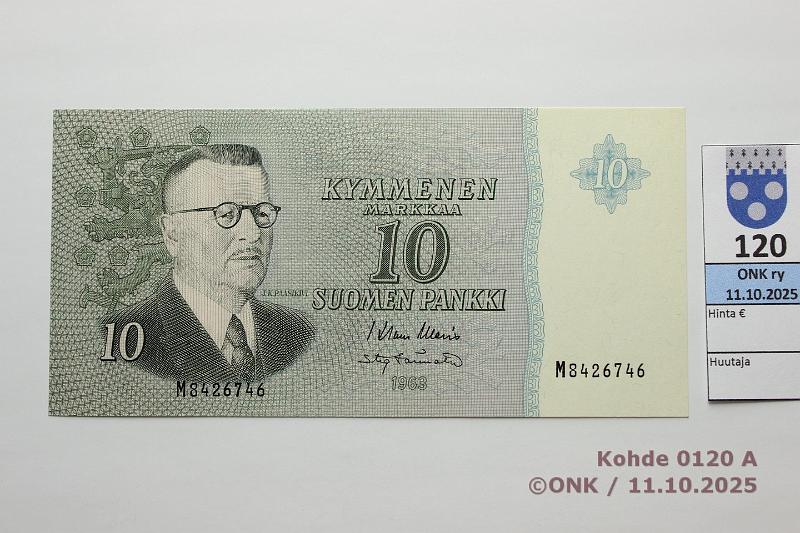 10
KYMMENEN
MARKKAA
10
SUOMEN PANKKI
10
M8426746
1963
M8426746
120
ONK ry
11.10.2025
Hinta €
Huutaja
Kohde 0120 A
©ONK / 11.10.2025